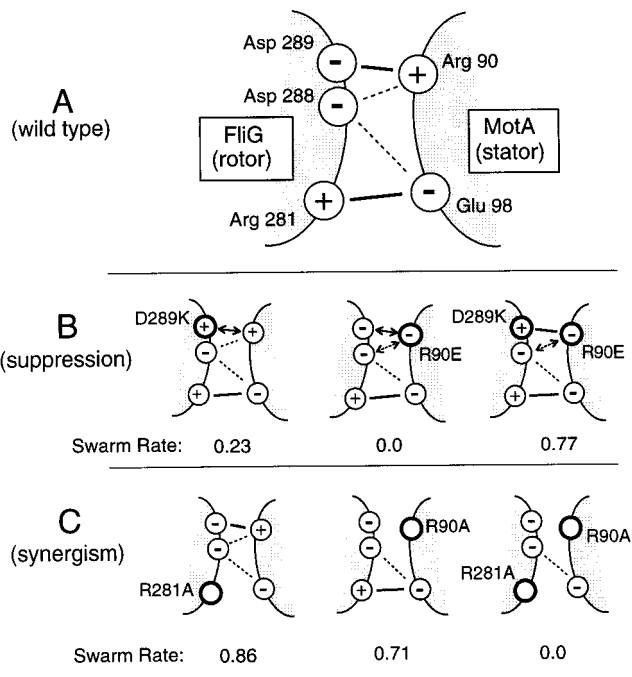 Asp 289
-
Arg 90
+
Asp 288
-
A
(wild type)
FliG
(rotor)
MotA
(stator)
+
-
Arg 281
Glu 98
B
(suppression)
D289K
+
+
-
+
-
-
-
-
R90E
+
-
D289K
+
-
-
R90E
+
-
Swarm Rate: 0.23 0.0 0.77
C
(synergism)
-
+
-
R281A
-
-
R90A
-
+
-
-
R90A
-
R281A
-
Swarm Rate: 0.86 0.71 0.0